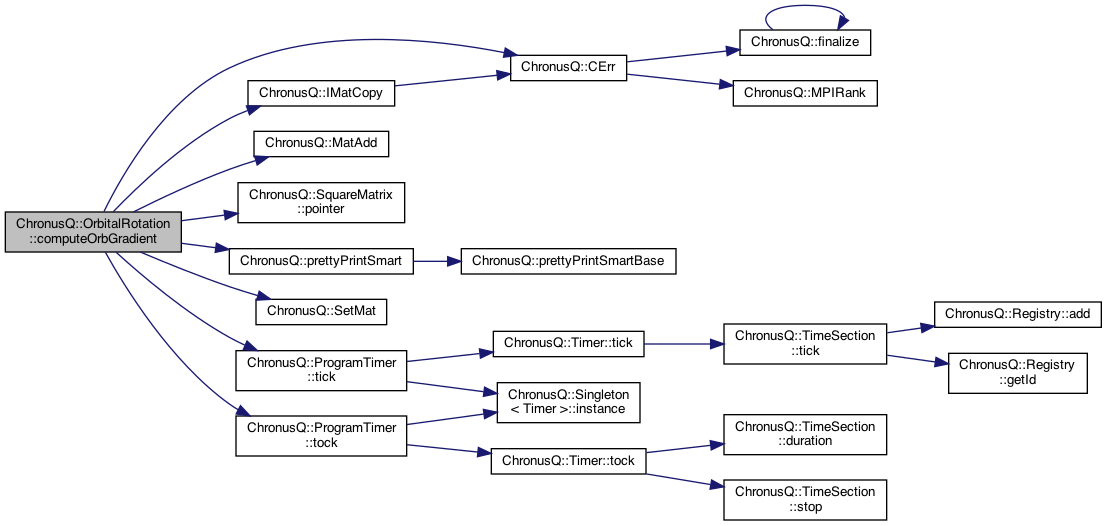 ChronusQ::OrbitalRotation
::computeOrbGradient
ChronusQ::CErr
ChronusQ::finalize
ChronusQ::MPIRank
ChronusQ::IMatCopy
ChronusQ::MatAdd
ChronusQ::SquareMatrix
::pointer
ChronusQ::prettyPrintSmart
ChronusQ::prettyPrintSmartBase
ChronusQ::SetMat
ChronusQ::ProgramTimer
::tick
ChronusQ::Timer::tick
ChronusQ::TimeSection
::tick
ChronusQ::Registry::add
ChronusQ::Registry
::getId
ChronusQ::Singleton
< Timer >::instance
ChronusQ::ProgramTimer
::tock
ChronusQ::Timer::tock
ChronusQ::TimeSection
::duration
ChronusQ::TimeSection
::stop